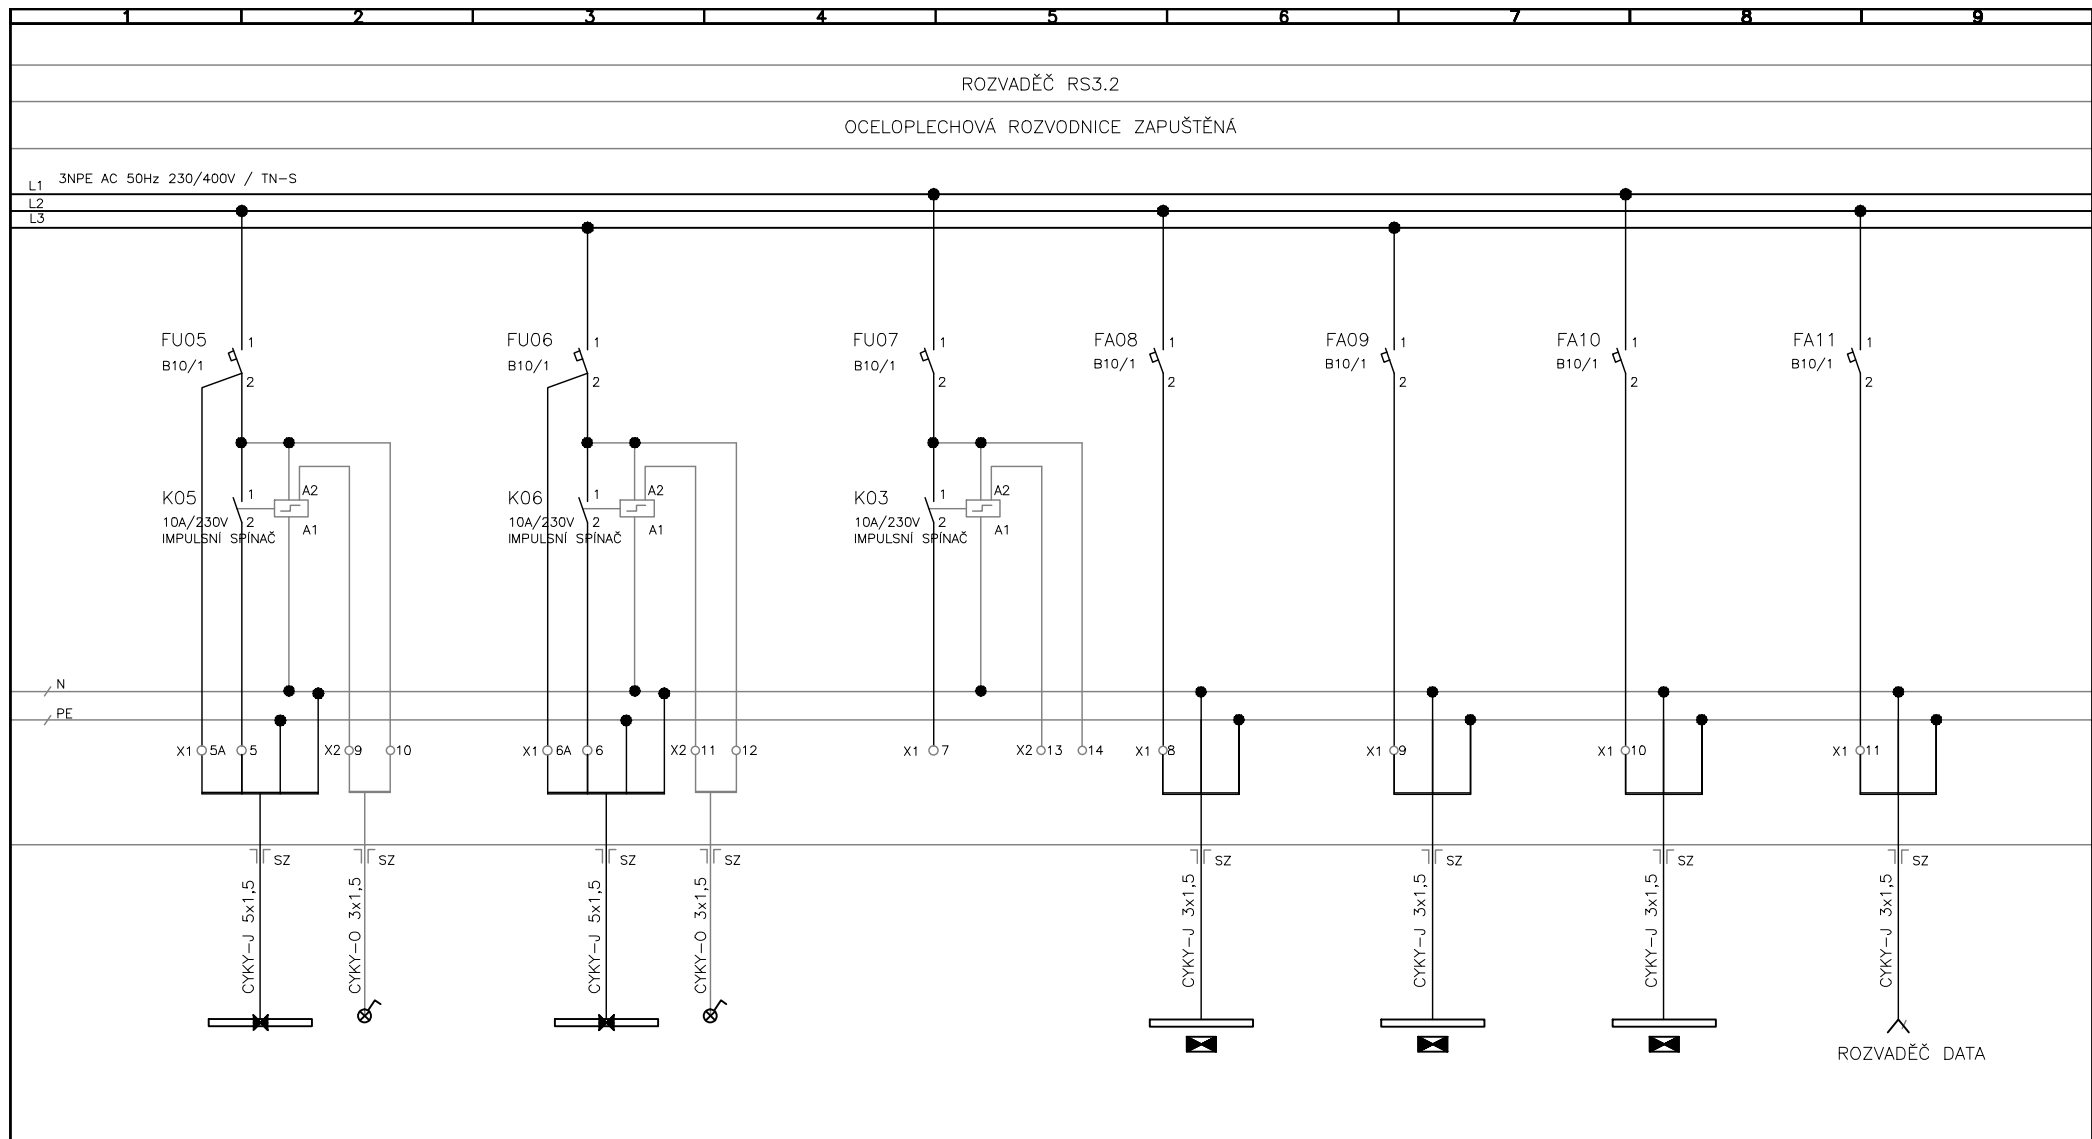 1 2 3 4 5 6 7 8 9
ROZVADĚČ RS3.2
OCELOPLECHOVÁ ROZVODNICE ZAPUŠTĚNÁ
3NPE AC 50Hz 230/400V / TN-S
L1
L2
L3
FU05
B10/1
1
2
FU06
B10/1
1
2
FU07
B10/1
1
2
FA08
B10/1
1
2
FA09
B10/1
1
2
FA10
B10/1
1
2
FA11
B10/1
1
2
K05
10A/230V
IMPULSNÍ SPÍNAČ
1
2
A2
A1
K06
10A/230V
IMPULSNÍ SPÍNAČ
1
2
A2
A1
K03
10A/230V
IMPULSNÍ SPÍNAČ
1
2
A2
A1
N
PE
X1 5A 5 X2 9 10 X1 6A 6 X2 11 12 X1 7 X2 13 14 X1 8 X1 9 X1 10 X1 11
SZ SZ SZ SZ SZ SZ SZ SZ
CYKY-J 5x1,5
CYKY-O 3x1,5
CYKY-J 5x1,5
CYKY-O 3x1,5
CYKY-J 3x1,5
CYKY-J 3x1,5
CYKY-J 3x1,5
CYKY-J 3x1,5
ROZVADĚČ DATA